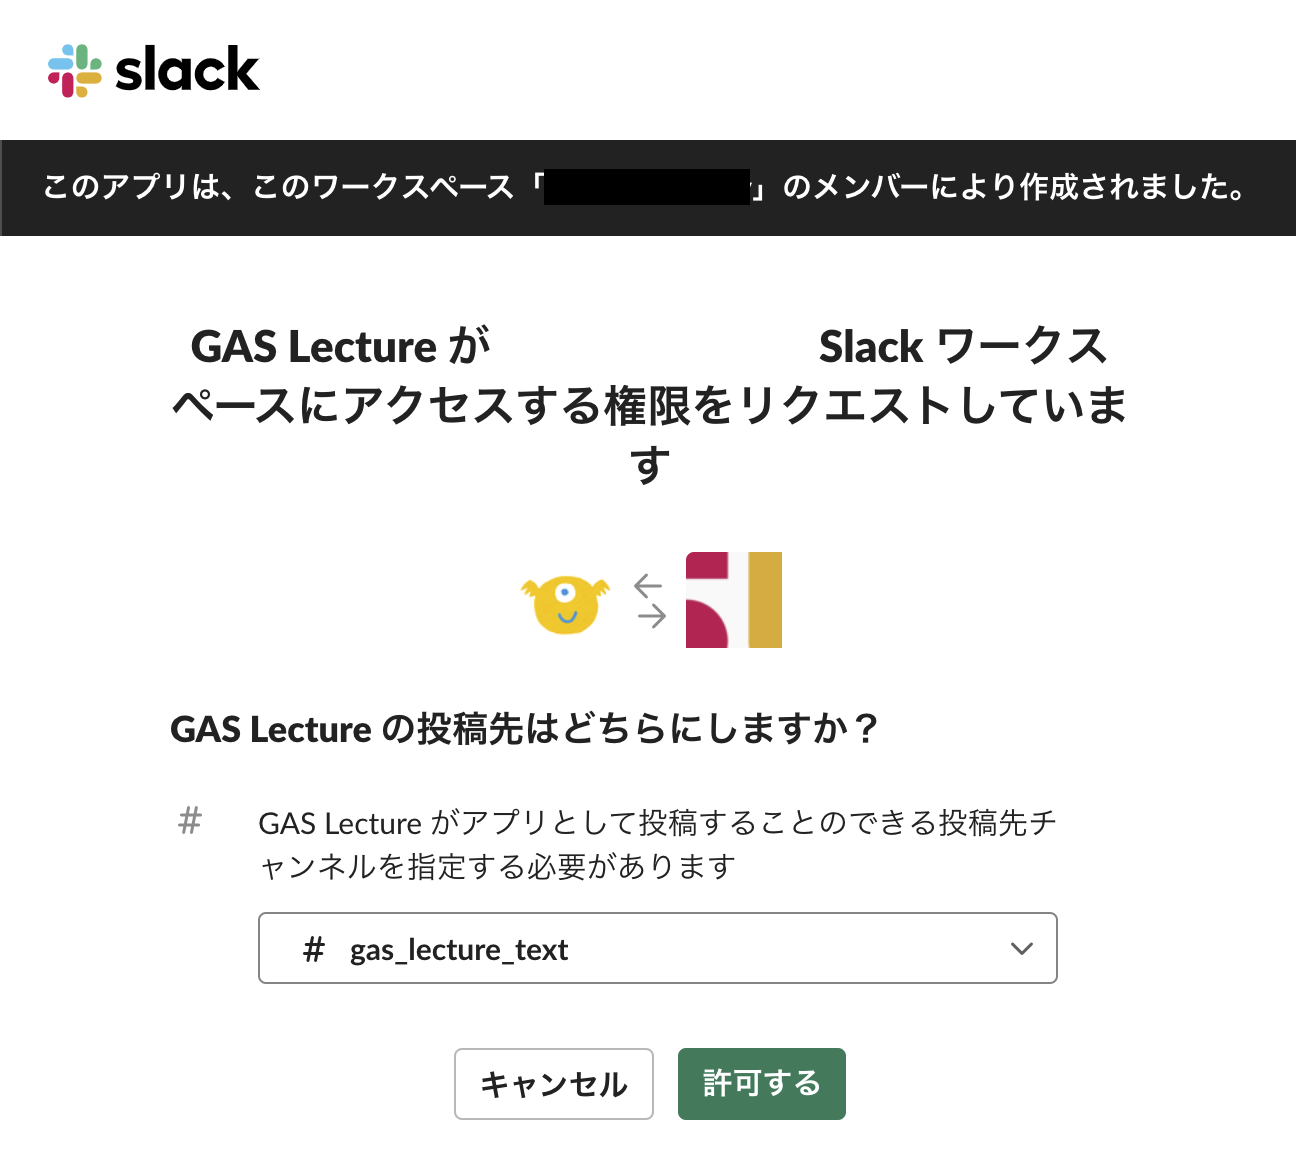 slack
このアプリは、このワークスペース「」のメンバーにより作成されました。
GAS Lecture が Slack ワークス
ペースにアクセスする権限をリクエストしていま
す
GAS Lecture の投稿先はどちらにしますか？
# GAS Lecture がアプリとして投稿することのできる投稿先チ
ャンネルを指定する必要があります
# gas_lecture_text
キャンセル 許可する